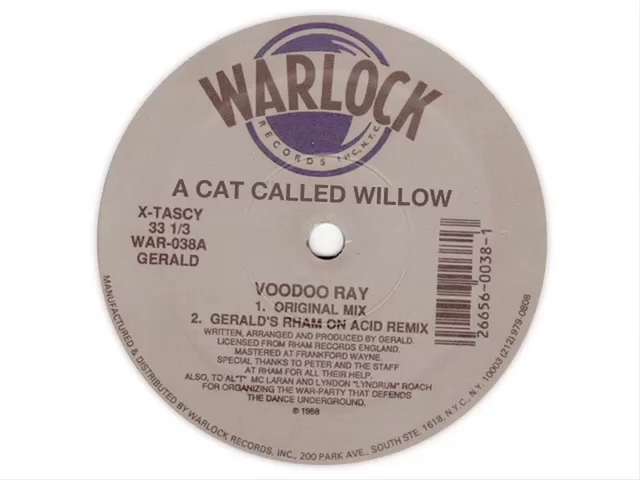 WARLOCK
RECORDS INC. N.Y.C.
A CAT CALLED WILLOW
X-TASCY
33 1/3
WAR-038A
GERALD
VOODOO RAY
1. ORIGINAL MIX
2. GERALD'S RHAM ON ACID REMIX
WRITTEN, ARRANGED AND PRODUCED BY GERALD.
LICENSED FROM RHAM RECORDS ENGLAND.
MASTERED AT FRANKFORD WAYNE.
SPECIAL THANKS TO PETER AND THE STAFF
AT RHAM FOR ALL THEIR HELP.
ALSO, TO AL"T" MC LARAN AND LYNDON "LYNDRUM" ROACH
FOR ORGANIZING THE WAR-PARTY THAT DEFENDS
THE DANCE UNDERGROUND.
℗ 1988
26656-0038-1
MANUFACTURED & DISTRIBUTED BY WARLOCK RECORDS, INC., 200 PARK AVE., SOUTH STE. 1618, N.Y.C., N.Y. 10003 (212) 979-0808